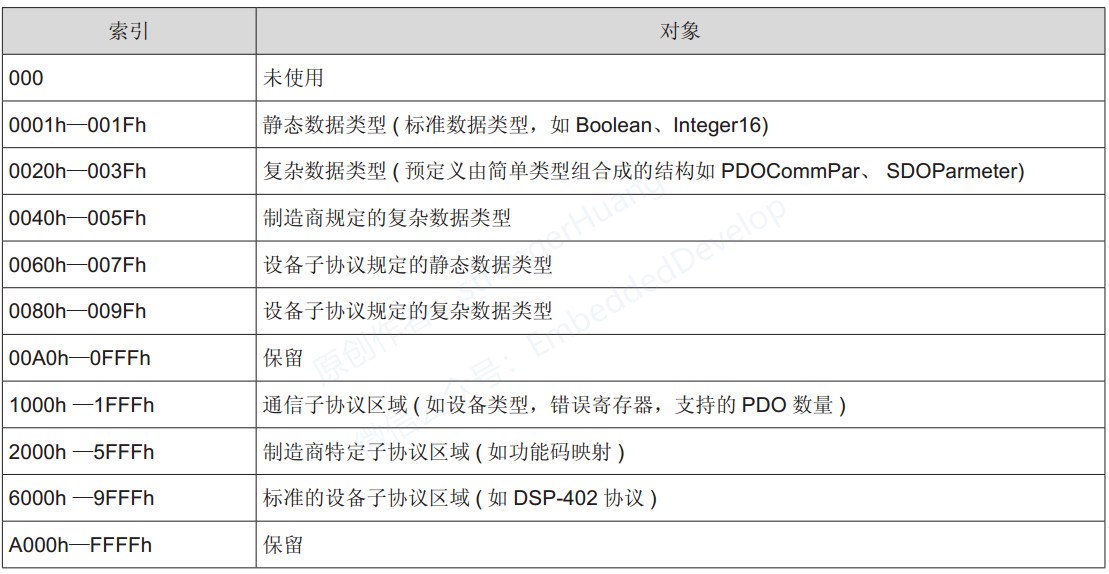 索引 对象
000 未使用
0001h—001Fh 静态数据类型 ( 标准数据类型，如 Boolean、Integer16)
0020h—003Fh 复杂数据类型 ( 预定义由简单类型组合成的结构如 PDOCommPar、 SDOParmeter)
0040h—005Fh 制造商规定的复杂数据类型
0060h—007Fh 设备子协议规定的静态数据类型
0080h—009Fh 设备子协议规定的复杂数据类型
00A0h—0FFFh 保留
1000h —1FFFh 通信子协议区域 ( 如设备类型，错误寄存器，支持的 PDO 数量 )
2000h —5FFFh 制造商特定子协议区域 ( 如功能码映射 )
6000h —9FFFh 标准的设备子协议区域 ( 如 DSP-402 协议 )
A000h—FFFFh 保留
原创作者：strongerHuang
微信公众号：EmbeddedDevelop